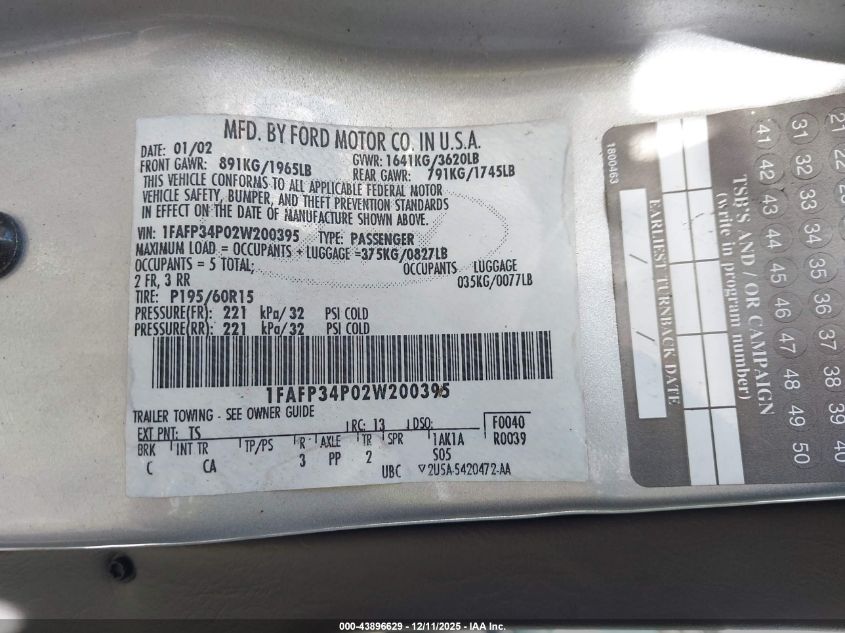 MFD. BY FORD MOTOR CO. IN U.S.A.
DATE: 01/02 GVWR: 1641KG/3620LB
FRONT GAWR: 891KG/1965LB REAR GAWR: 791KG/1745LB
THIS VEHICLE CONFORMS TO ALL APPLICABLE FEDERAL MOTOR
VEHICLE SAFETY, BUMPER, AND THEFT PREVENTION STANDARDS
IN EFFECT ON THE DATE OF MANUFACTURE SHOWN ABOVE.
VIN: 1FAFP34P02W200395 TYPE: PASSENGER
MAXIMUM LOAD = OCCUPANTS + LUGGAGE =375KG/0827LB
OCCUPANTS = 5 TOTAL; OCCUPANTS LUGGAGE
2 FR, 3 RR 035KG/0077LB
TIRE: P195/60R15
PRESSURE(FR): 221 kPa/32 PSI COLD
PRESSURE(RR): 221 kPa/32 PSI COLD
1FAFP34P02W200395
TRAILER TOWING - SEE OWNER GUIDE
EXT PNT: TS RC: 13 DSO: F0040
R0039
BRK INT TR TP/PS R AXLE TR SPR 1AK1A
C CA 3 PP 2 S05
UBC ▽2USA-5420472-AA
1800463
TSB'S AND / OR CAMPAIGN
(Write in program number)
EARLIEST TURNBACK DATE
21 22
31 32 33 34 35 36 37 38 39 40
41 42 43 44 45 46 47 48 49 50
000-43896629 - 12/11/2025 - IAA Inc.